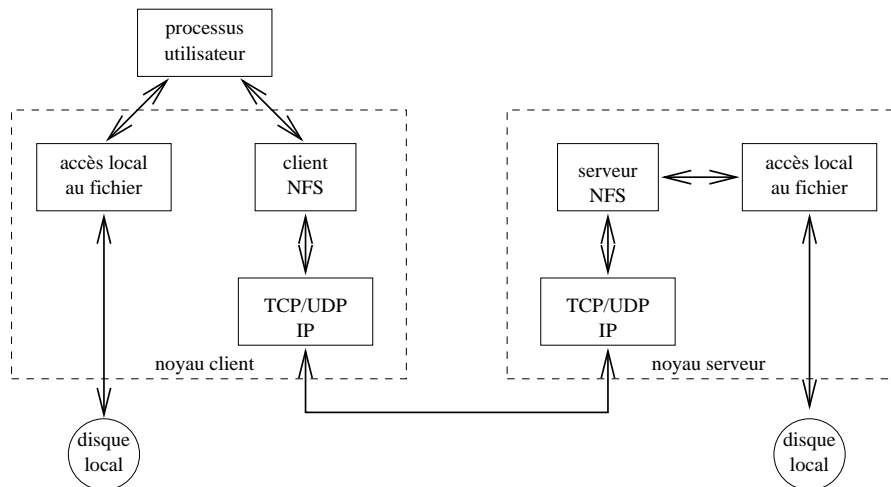 processus
utilisateur
accès local
au fichier
client
NFS
serveur
NFS
accès local
au fichier
TCP/UDP
IP
TCP/UDP
IP
noyau client
noyau serveur
disque
local
disque
local